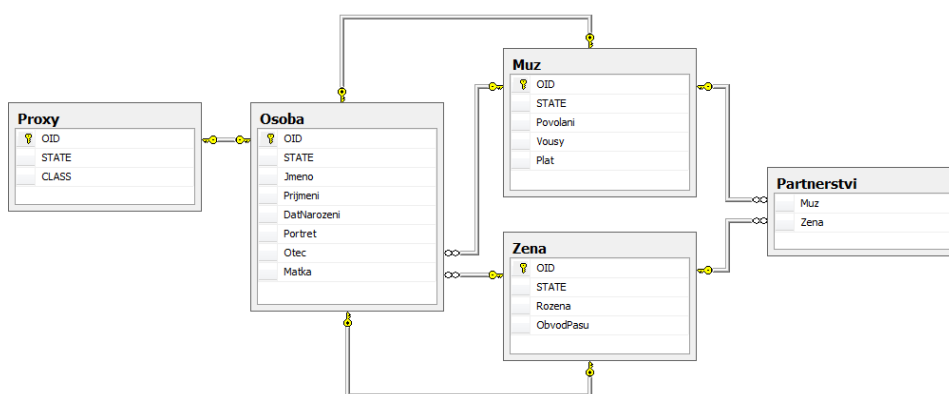 Proxy
OID
STATE
CLASS
Osoba
OID
STATE
Jmeno
Prijmeni
DatNarozeni
Portret
Otec
Matka
Muz
OID
STATE
Povolani
Vousy
Plat
Zena
OID
STATE
Rozena
ObvodPasu
Partnerstvi
Muz
Zena